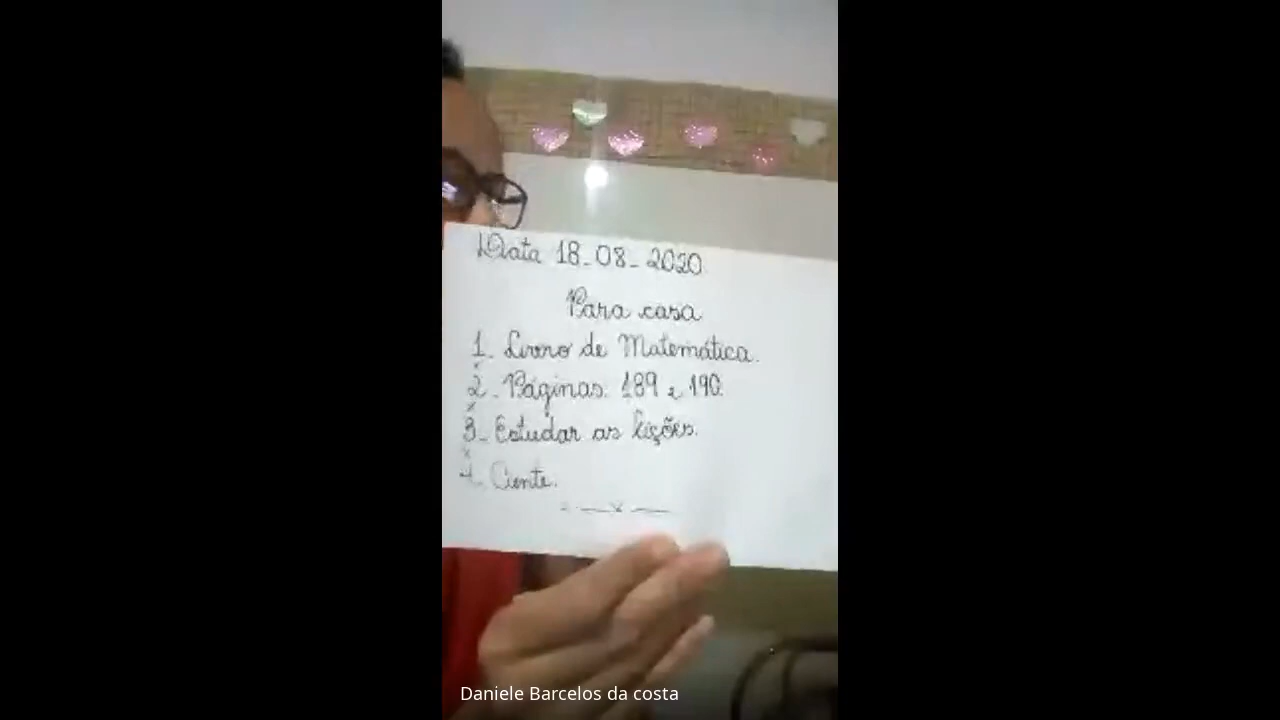 Data 18-08-2020
Para casa
1- Livro de Matemática.
2- Páginas: 189 e 190.
3- Estudar as lições.
4- Ciente.
Daniele Barcelos da costa